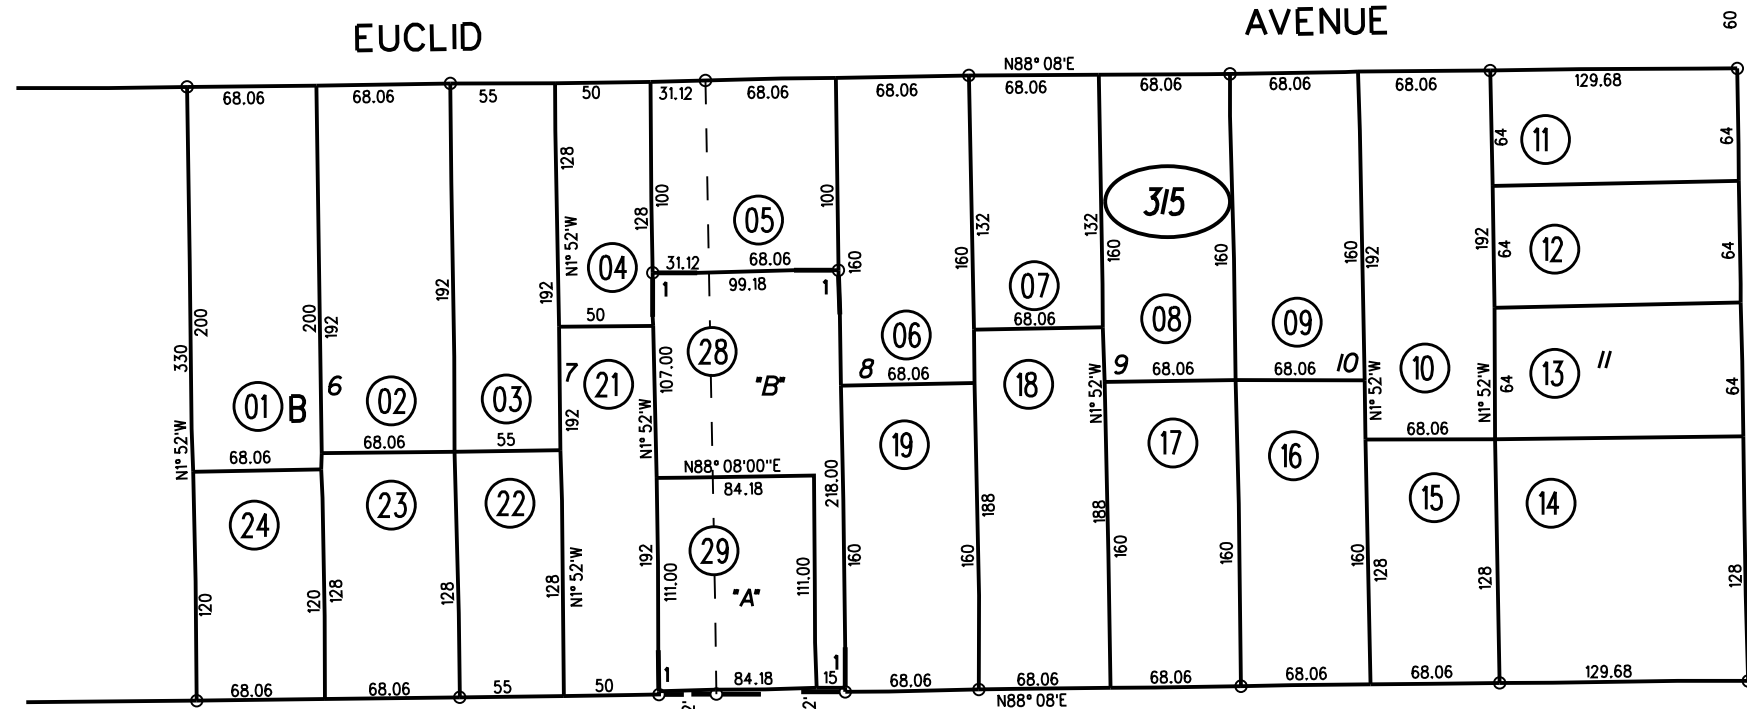 EUCLID AVENUE 60
N88° 08'E
68.06 68.06 55 50 31.12 68.06 68.06 68.06 68.06 68.06 68.06 129.68
64 11 64
128
100 100
315
128 05 132 132
N1° 52'W 160 160 160 160 160 192 192 64 12 64
04 31.12 68.06
99.18
1 1
192 192 07
200 200 192 50 68.06 08 09
330 107.00 28 06
01 B 6 02 03 7 21 "B" 8 68.06 18 9 68.06 68.06 10 10 64 13 11 64
192 N1° 52'W N1° 52'W N1° 52'W N1° 52'W
N1° 52'W 68.06 68.06 55 19 17 16 68.06
N88° 08'00"E
84.18 218.00
24 23 22 188 188 15 14
29
120 120 128 128 128 N1° 52'W 192 111.00 "A" 111.00 160 160 160 160 160 128 128 128
1 1
68.06 68.06 55 50 84.18 15 68.06 68.06 68.06 68.06 68.06 129.68
N88° 08'E